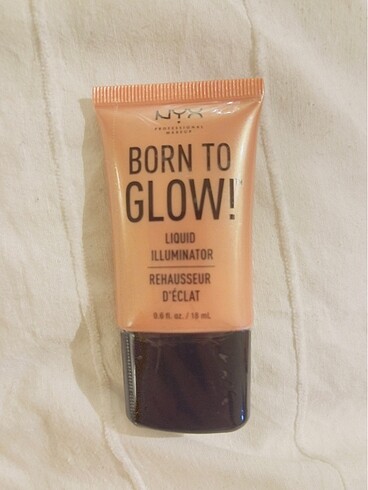 NYX
PROFESSIONAL
MAKEUP
BORN TO
GLOW!
LIQUID
ILLUMINATOR
REHAUSSEUR
D'ÉCLAT
0.6 fl. oz. / 18 mL